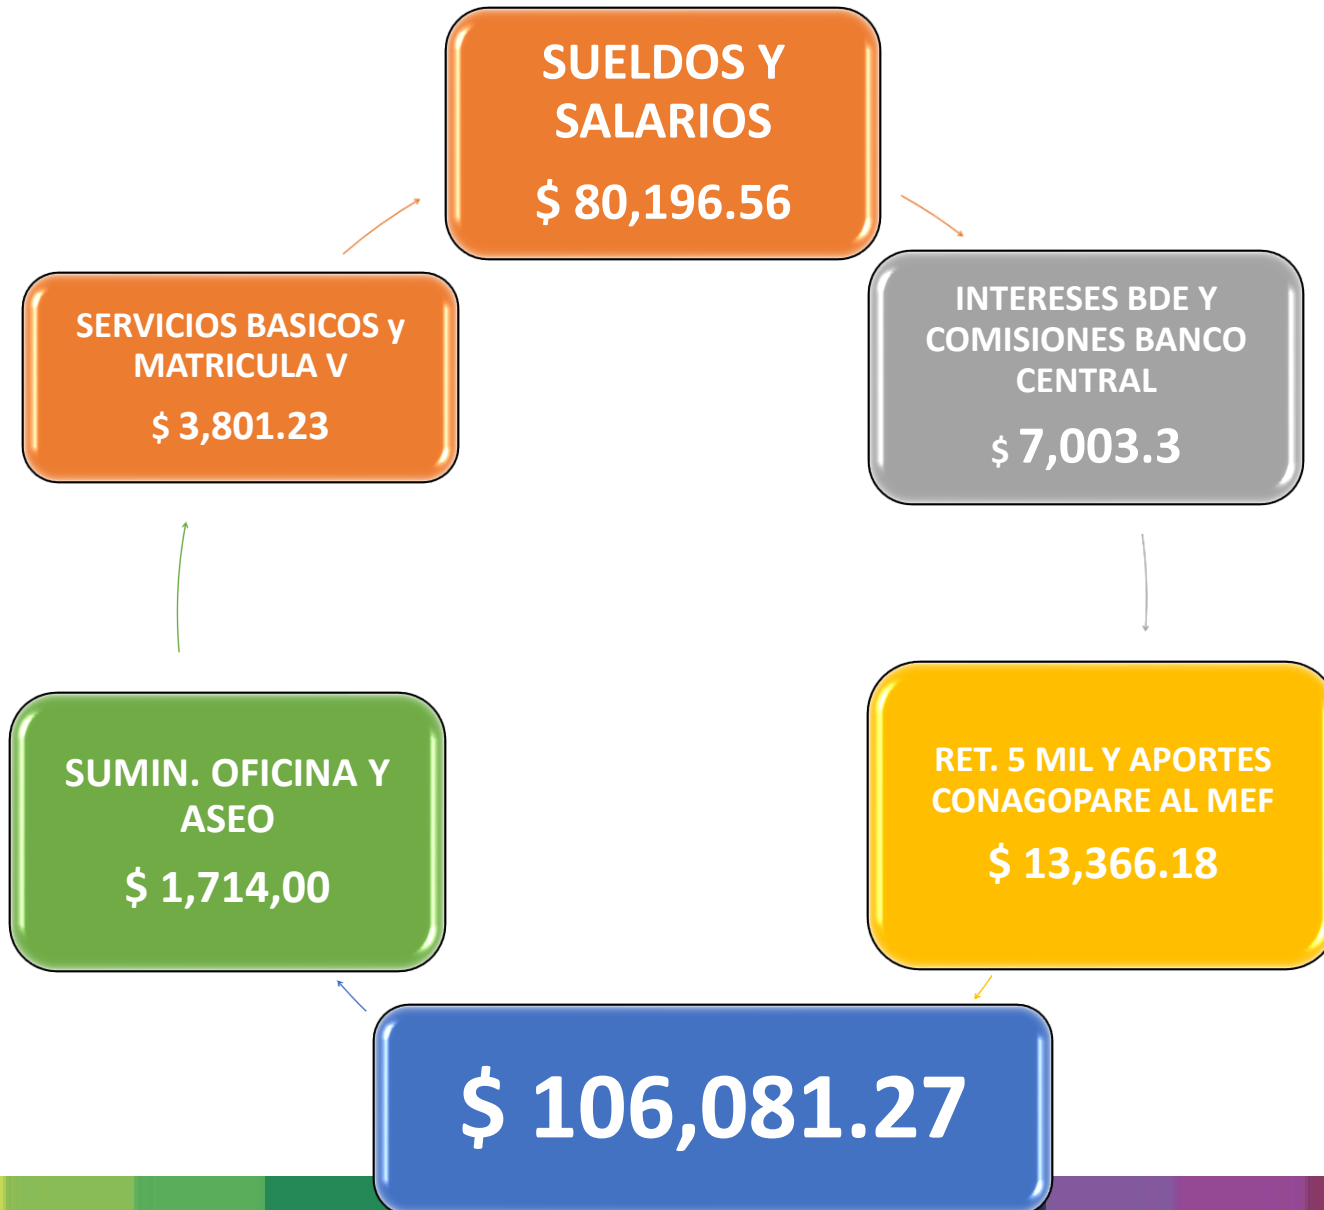 SUELDOS Y
SALARIOS
$ 80,196.56
INTERESES BDE Y
COMISIONES BANCO
CENTRAL
$ 7,003.3
RET. 5 MIL Y APORTES
CONAGOPARE AL MEF
$ 13,366.18
$ 106,081.27
SUMIN. OFICINA Y
ASEO
$ 1,714,00
SERVICIOS BASICOS y
MATRICULA V
$ 3,801.23